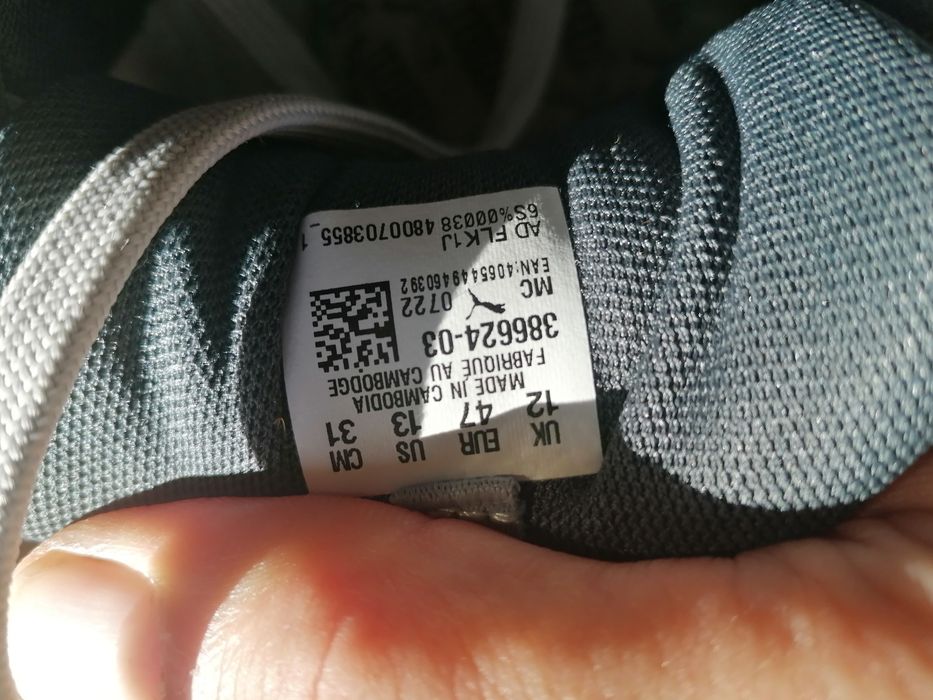 UK EUR US CM
12 47 13 31
MADE IN CAMBODIA
FABRIQUE AU CAMBODGE
386624-03
MC 0722
EAN:4065449460392
AD FLK1J
6S%00038 4800703855_1